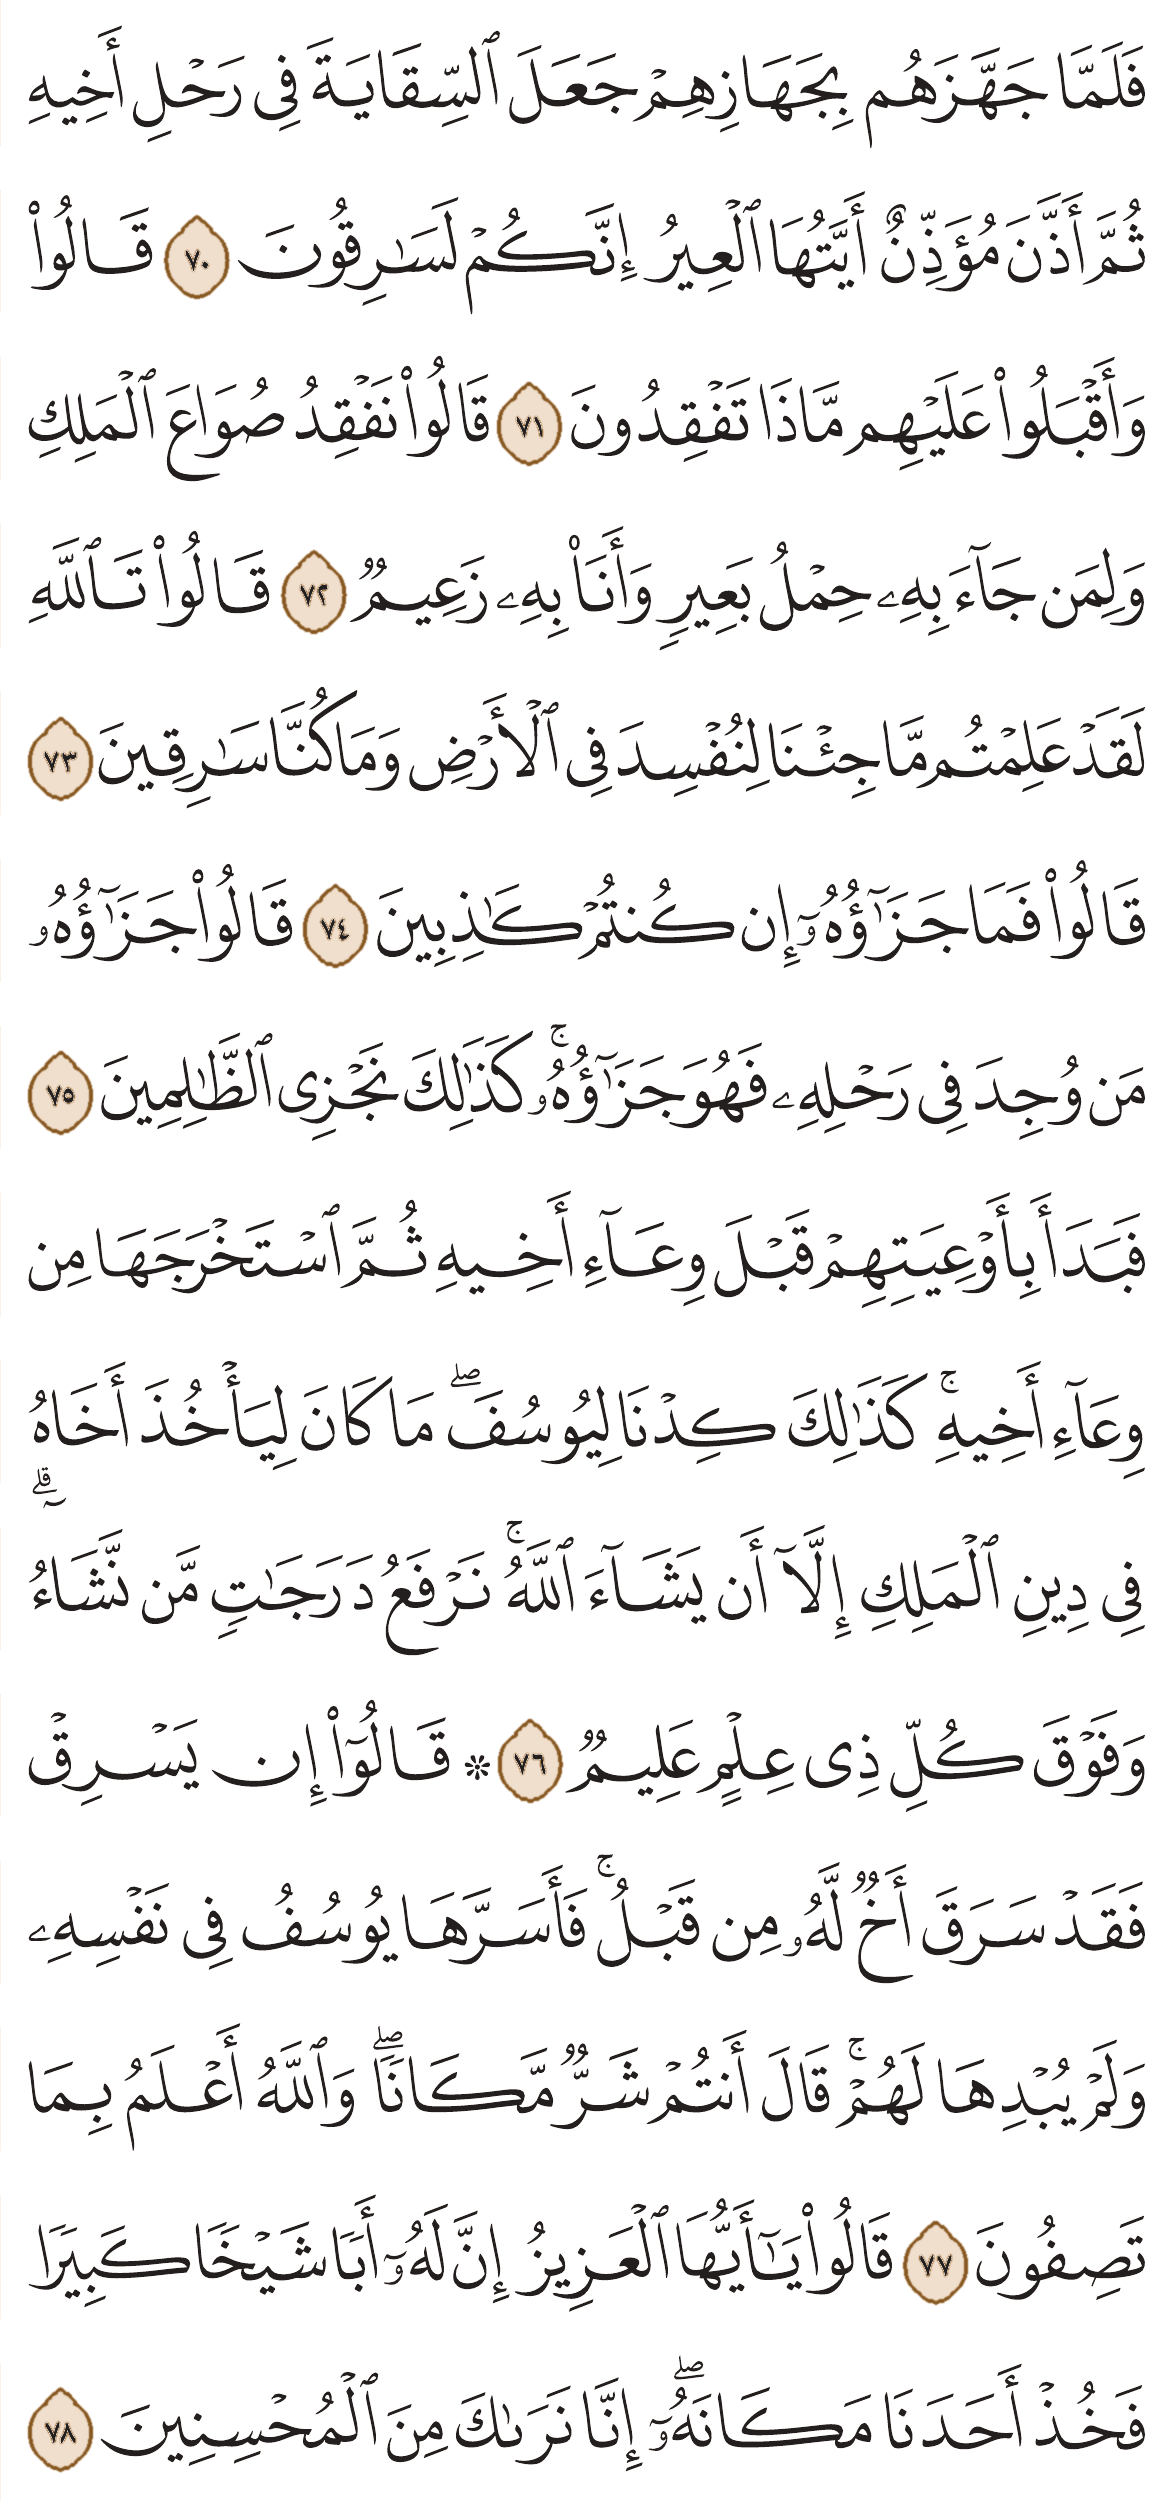 فَلَمَّا جَهَّزَهُم بِجَهَازِهِمۡ جَعَلَ ٱلسِّقَايَةَ فِي رَحۡلِ أَخِيهِ
ثُمَّ أَذَّنَ مُؤَذِّنٌ أَيَّتُهَا ٱلۡعِيرُ إِنَّكُمۡ لَسَٰرِقُونَ ٧٠ قَالُواْ
وَأَقۡبَلُواْ عَلَيۡهِم مَّاذَا تَفۡقِدُونَ ٧١ قَالُواْ نَفۡقِدُ صُوَاعَ ٱلۡمَلِكِ
وَلِمَن جَآءَ بِهِۦ حِمۡلُ بَعِيرٖ وَأَنَا۠ بِهِۦ زَعِيمٞ ٧٢ قَالُواْ تَٱللَّهِ
لَقَدۡ عَلِمۡتُم مَّا جِئۡنَا لِنُفۡسِدَ فِي ٱلۡأَرۡضِ وَمَا كُنَّا سَٰرِقِينَ ٧٣
قَالُواْ فَمَا جَزَٰٓؤُهُۥٓ إِن كُنتُمۡ كَٰذِبِينَ ٧٤ قَالُواْ جَزَٰٓؤُهُۥ
مَن وُجِدَ فِي رَحۡلِهِۦ فَهُوَ جَزَٰٓؤُهُۥۚ كَذَٰلِكَ نَجۡزِي ٱلظَّٰلِمِينَ ٧٥
فَبَدَأَ بِأَوۡعِيَتِهِمۡ قَبۡلَ وِعَآءِ أَخِيهِ ثُمَّ ٱسۡتَخۡرَجَهَا مِن
وِعَآءِ أَخِيهِۚ كَذَٰلِكَ كِدۡنَا لِيُوسُفَۖ مَا كَانَ لِيَأۡخُذَ أَخَاهُ
فِي دِينِ ٱلۡمَلِكِ إِلَّآ أَن يَشَآءَ ٱللَّهُۚ نَرۡفَعُ دَرَجَٰتٖ مَّن نَّشَآءُۗ
وَفَوۡقَ كُلِّ ذِي عِلۡمٍ عَلِيمٞ ٧٦ ۞ قَالُوٓاْ إِن يَسۡرِقۡ
فَقَدۡ سَرَقَ أَخٞ لَّهُۥ مِن قَبۡلُۚ فَأَسَرَّهَا يُوسُفُ فِي نَفۡسِهِۦ
وَلَمۡ يُبۡدِهَا لَهُمۡۚ قَالَ أَنتُمۡ شَرّٞ مَّكَانٗاۖ وَٱللَّهُ أَعۡلَمُ بِمَا
تَصِفُونَ ٧٧ قَالُواْ يَٰٓأَيُّهَا ٱلۡعَزِيزُ إِنَّ لَهُۥٓ أَبٗا شَيۡخٗا كَبِيرٗا
فَخُذۡ أَحَدَنَا مَكَانَهُۥٓۖ إِنَّا نَرَىٰكَ مِنَ ٱلۡمُحۡسِنِينَ ٧٨